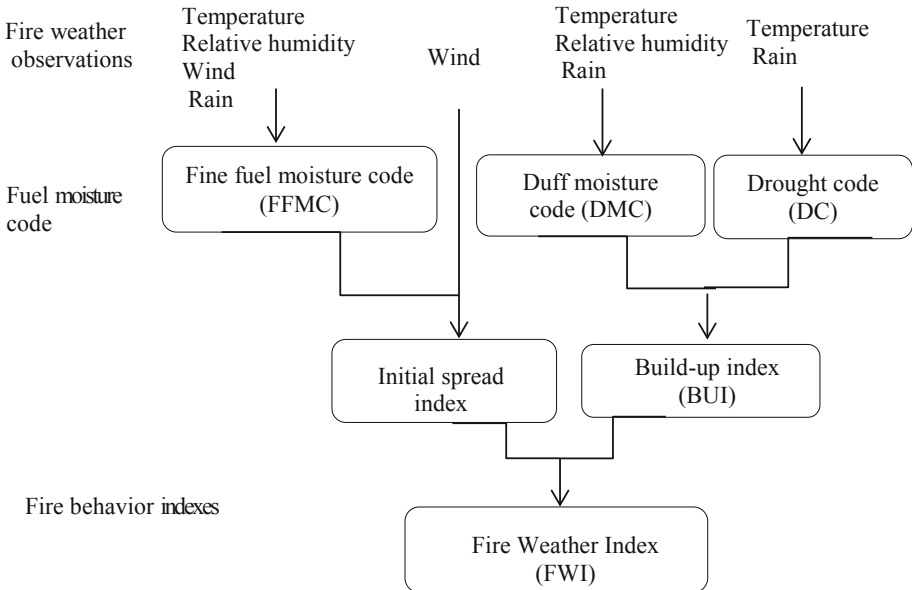 Fire weather
observations
Temperature
Relative humidity
Wind
Rain
Wind
Temperature
Relative humidity
Rain
Temperature
Rain
Fuel moisture
code
Fine fuel moisture code
(FFMC)
Duff moisture
code (DMC)
Drought code
(DC)
Initial spread
index
Build-up index
(BUI)
Fire behavior indexes
Fire Weather Index
(FWI)